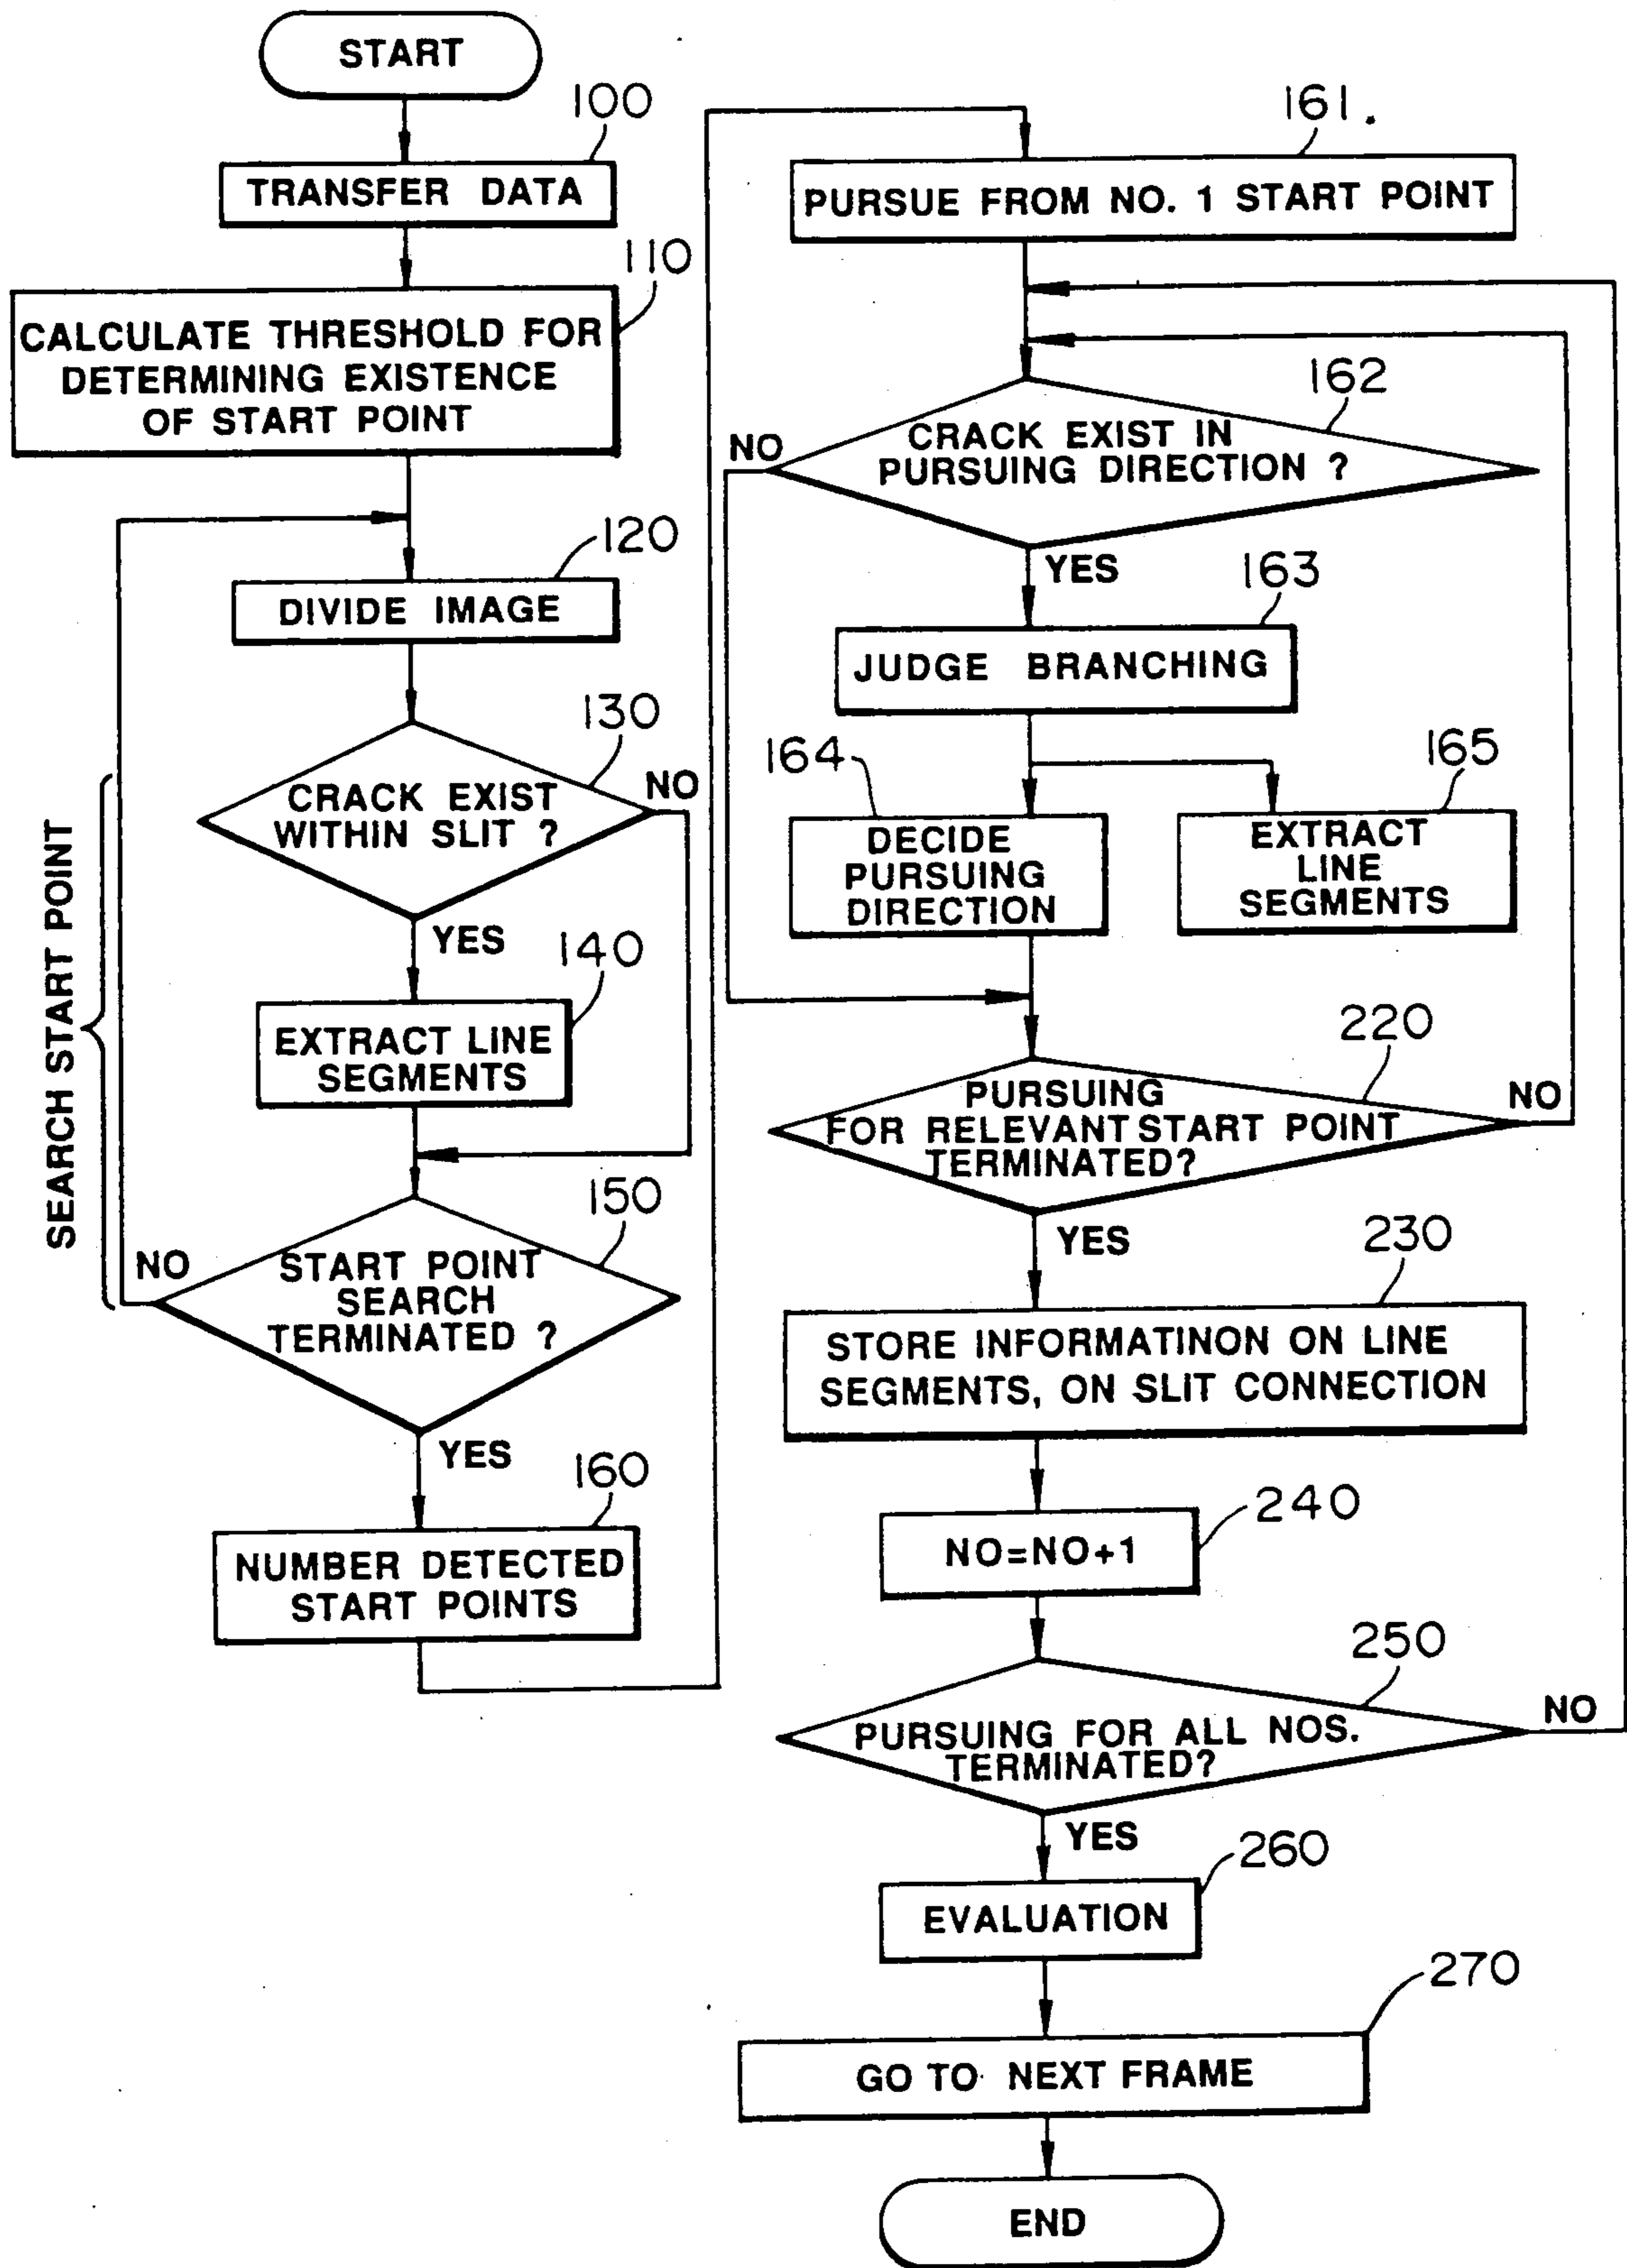 START
100
TRANSFER DATA
110
CALCULATE THRESHOLD FOR
DETERMINING EXISTENCE
OF START POINT
120
DIVIDE IMAGE
130
CRACK EXIST
WITHIN SLIT ?
NO
YES
140
EXTRACT LINE
SEGMENTS
SEARCH START POINT
150
START POINT
SEARCH
TERMINATED ?
NO
YES
160
NUMBER DETECTED
START POINTS
161.
PURSUE FROM NO. 1 START POINT
162
CRACK EXIST IN
PURSUING DIRECTION ?
NO
YES
163
JUDGE BRANCHING
164
DECIDE
PURSUING
DIRECTION
165
EXTRACT
LINE
SEGMENTS
220
PURSUING
FOR RELEVANT START POINT
TERMINATED?
NO
YES
230
STORE INFORMATINON ON LINE
SEGMENTS, ON SLIT CONNECTION
240
NO=NO+1
250
PURSUING FOR ALL NOS.
TERMINATED?
NO
YES
260
EVALUATION
270
GO TO NEXT FRAME
END